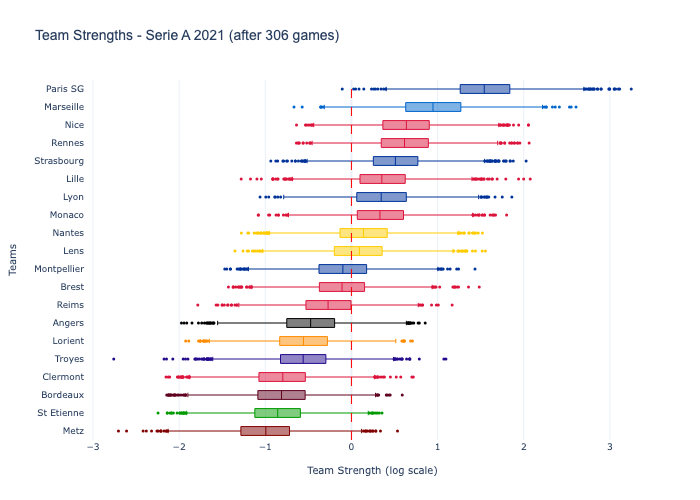 Team Strengths - Serie A 2021 (after 306 games)
Teams
Paris SG
Marseille
Nice
Rennes
Strasbourg
Lille
Lyon
Monaco
Nantes
Lens
Montpellier
Brest
Reims
Angers
Lorient
Troyes
Clermont
Bordeaux
St Etienne
Metz
−3 −2 −1 0 1 2 3
Team Strength (log scale)